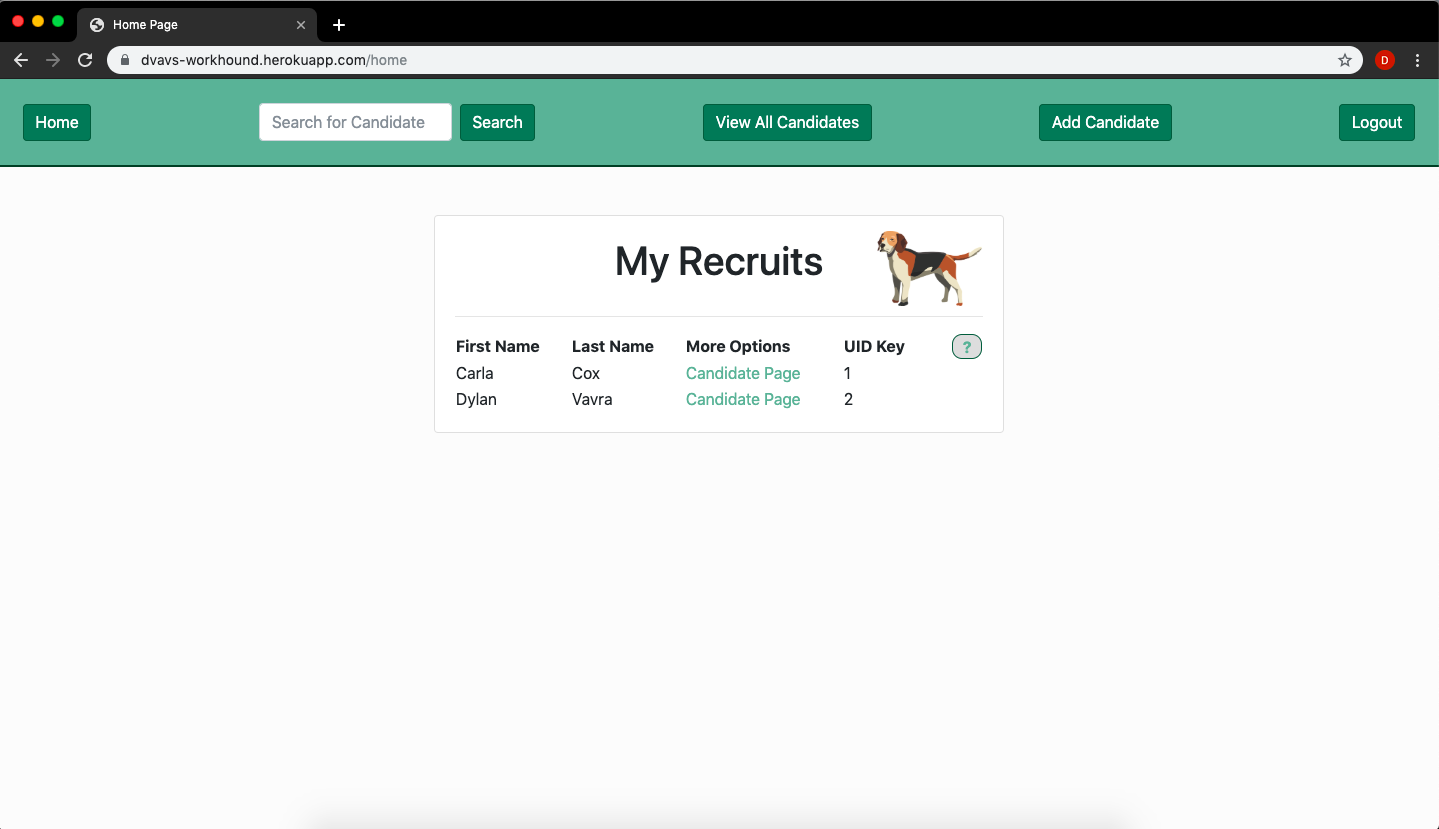 Home Page
dvavs-workhound.herokuapp.com/home
D
Home Search for Candidate Search View All Candidates Add Candidate Logout
My Recruits
First Name Last Name More Options UID Key ?
Carla Cox Candidate Page 1
Dylan Vavra Candidate Page 2